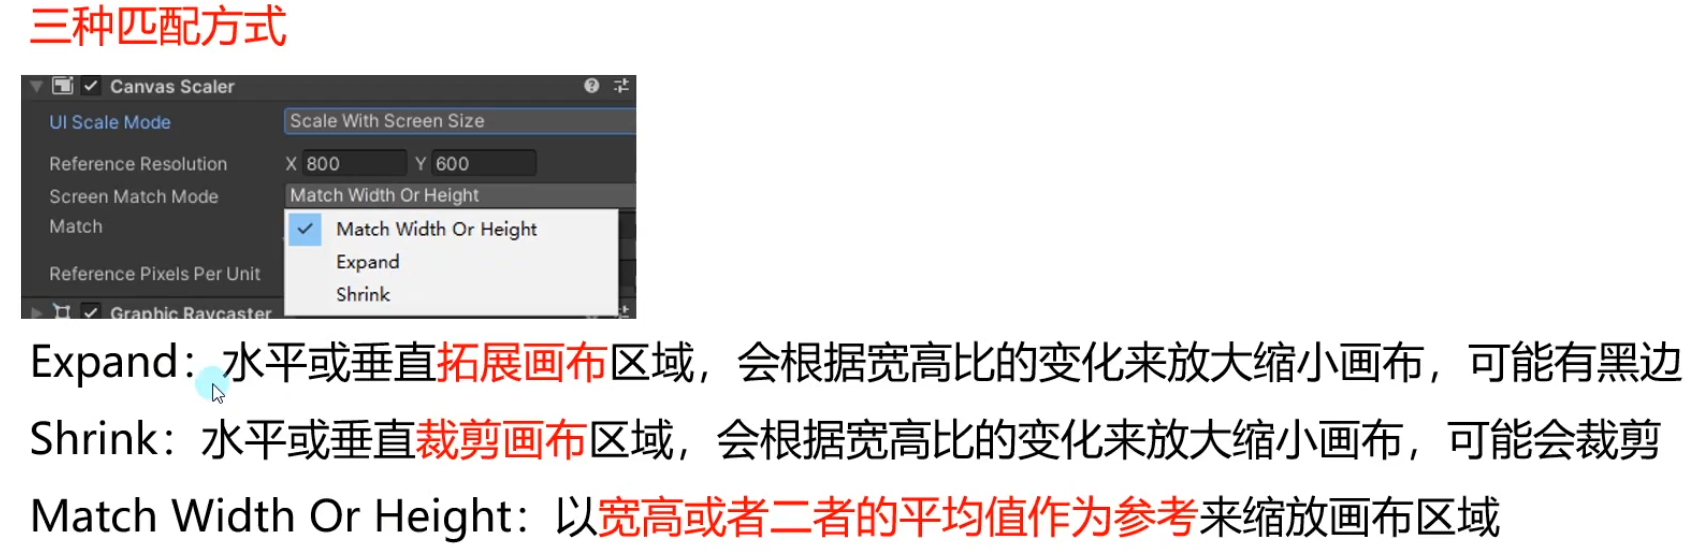 三种匹配方式
Canvas Scaler
UI Scale Mode Scale With Screen Size
Reference Resolution X 800 Y 600
Screen Match Mode Match Width Or Height
Match
Match Width Or Height
Expand
Reference Pixels Per Unit
Shrink
Graphic Raycaster
Expand：水平或垂直拓展画布区域，会根据宽高比的变化来放大缩小画布，可能有黑边
Shrink：水平或垂直裁剪画布区域，会根据宽高比的变化来放大缩小画布，可能会裁剪
Match Width Or Height：以宽高或者二者的平均值作为参考来缩放画布区域